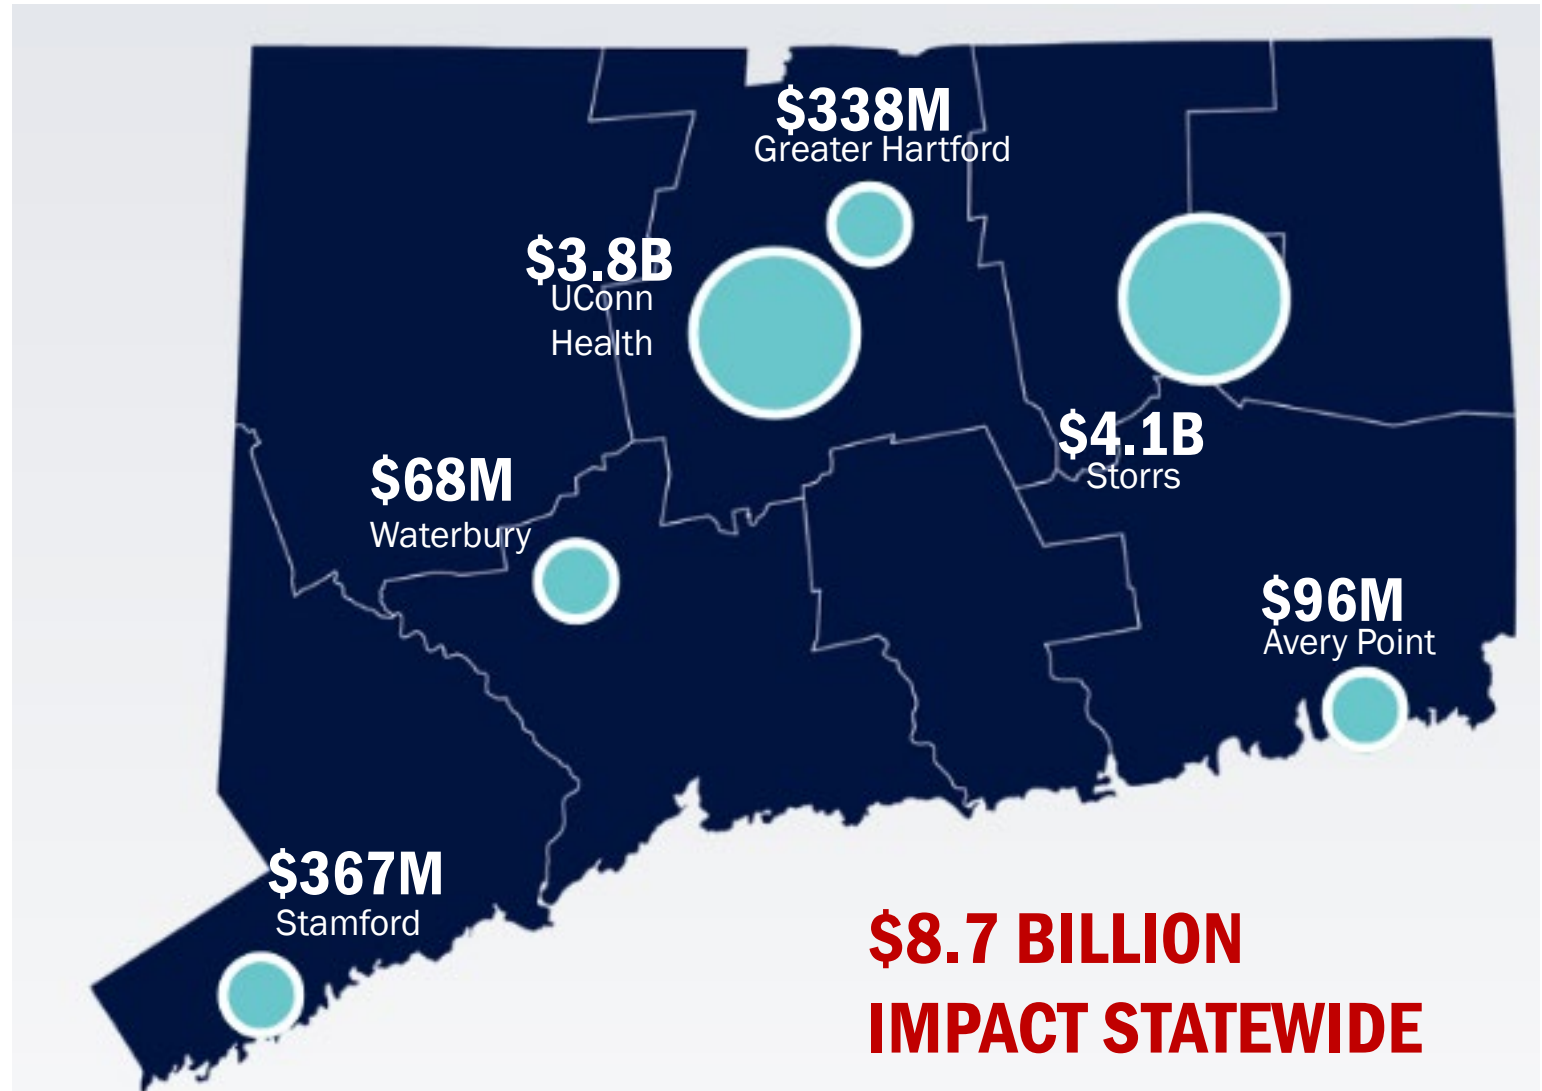 $338M
Greater Hartford
$3.8B
UConn
Health
$4.1B
Storrs
$68M
Waterbury
$96M
Avery Point
$367M
Stamford
$8.7 BILLION
IMPACT STATEWIDE